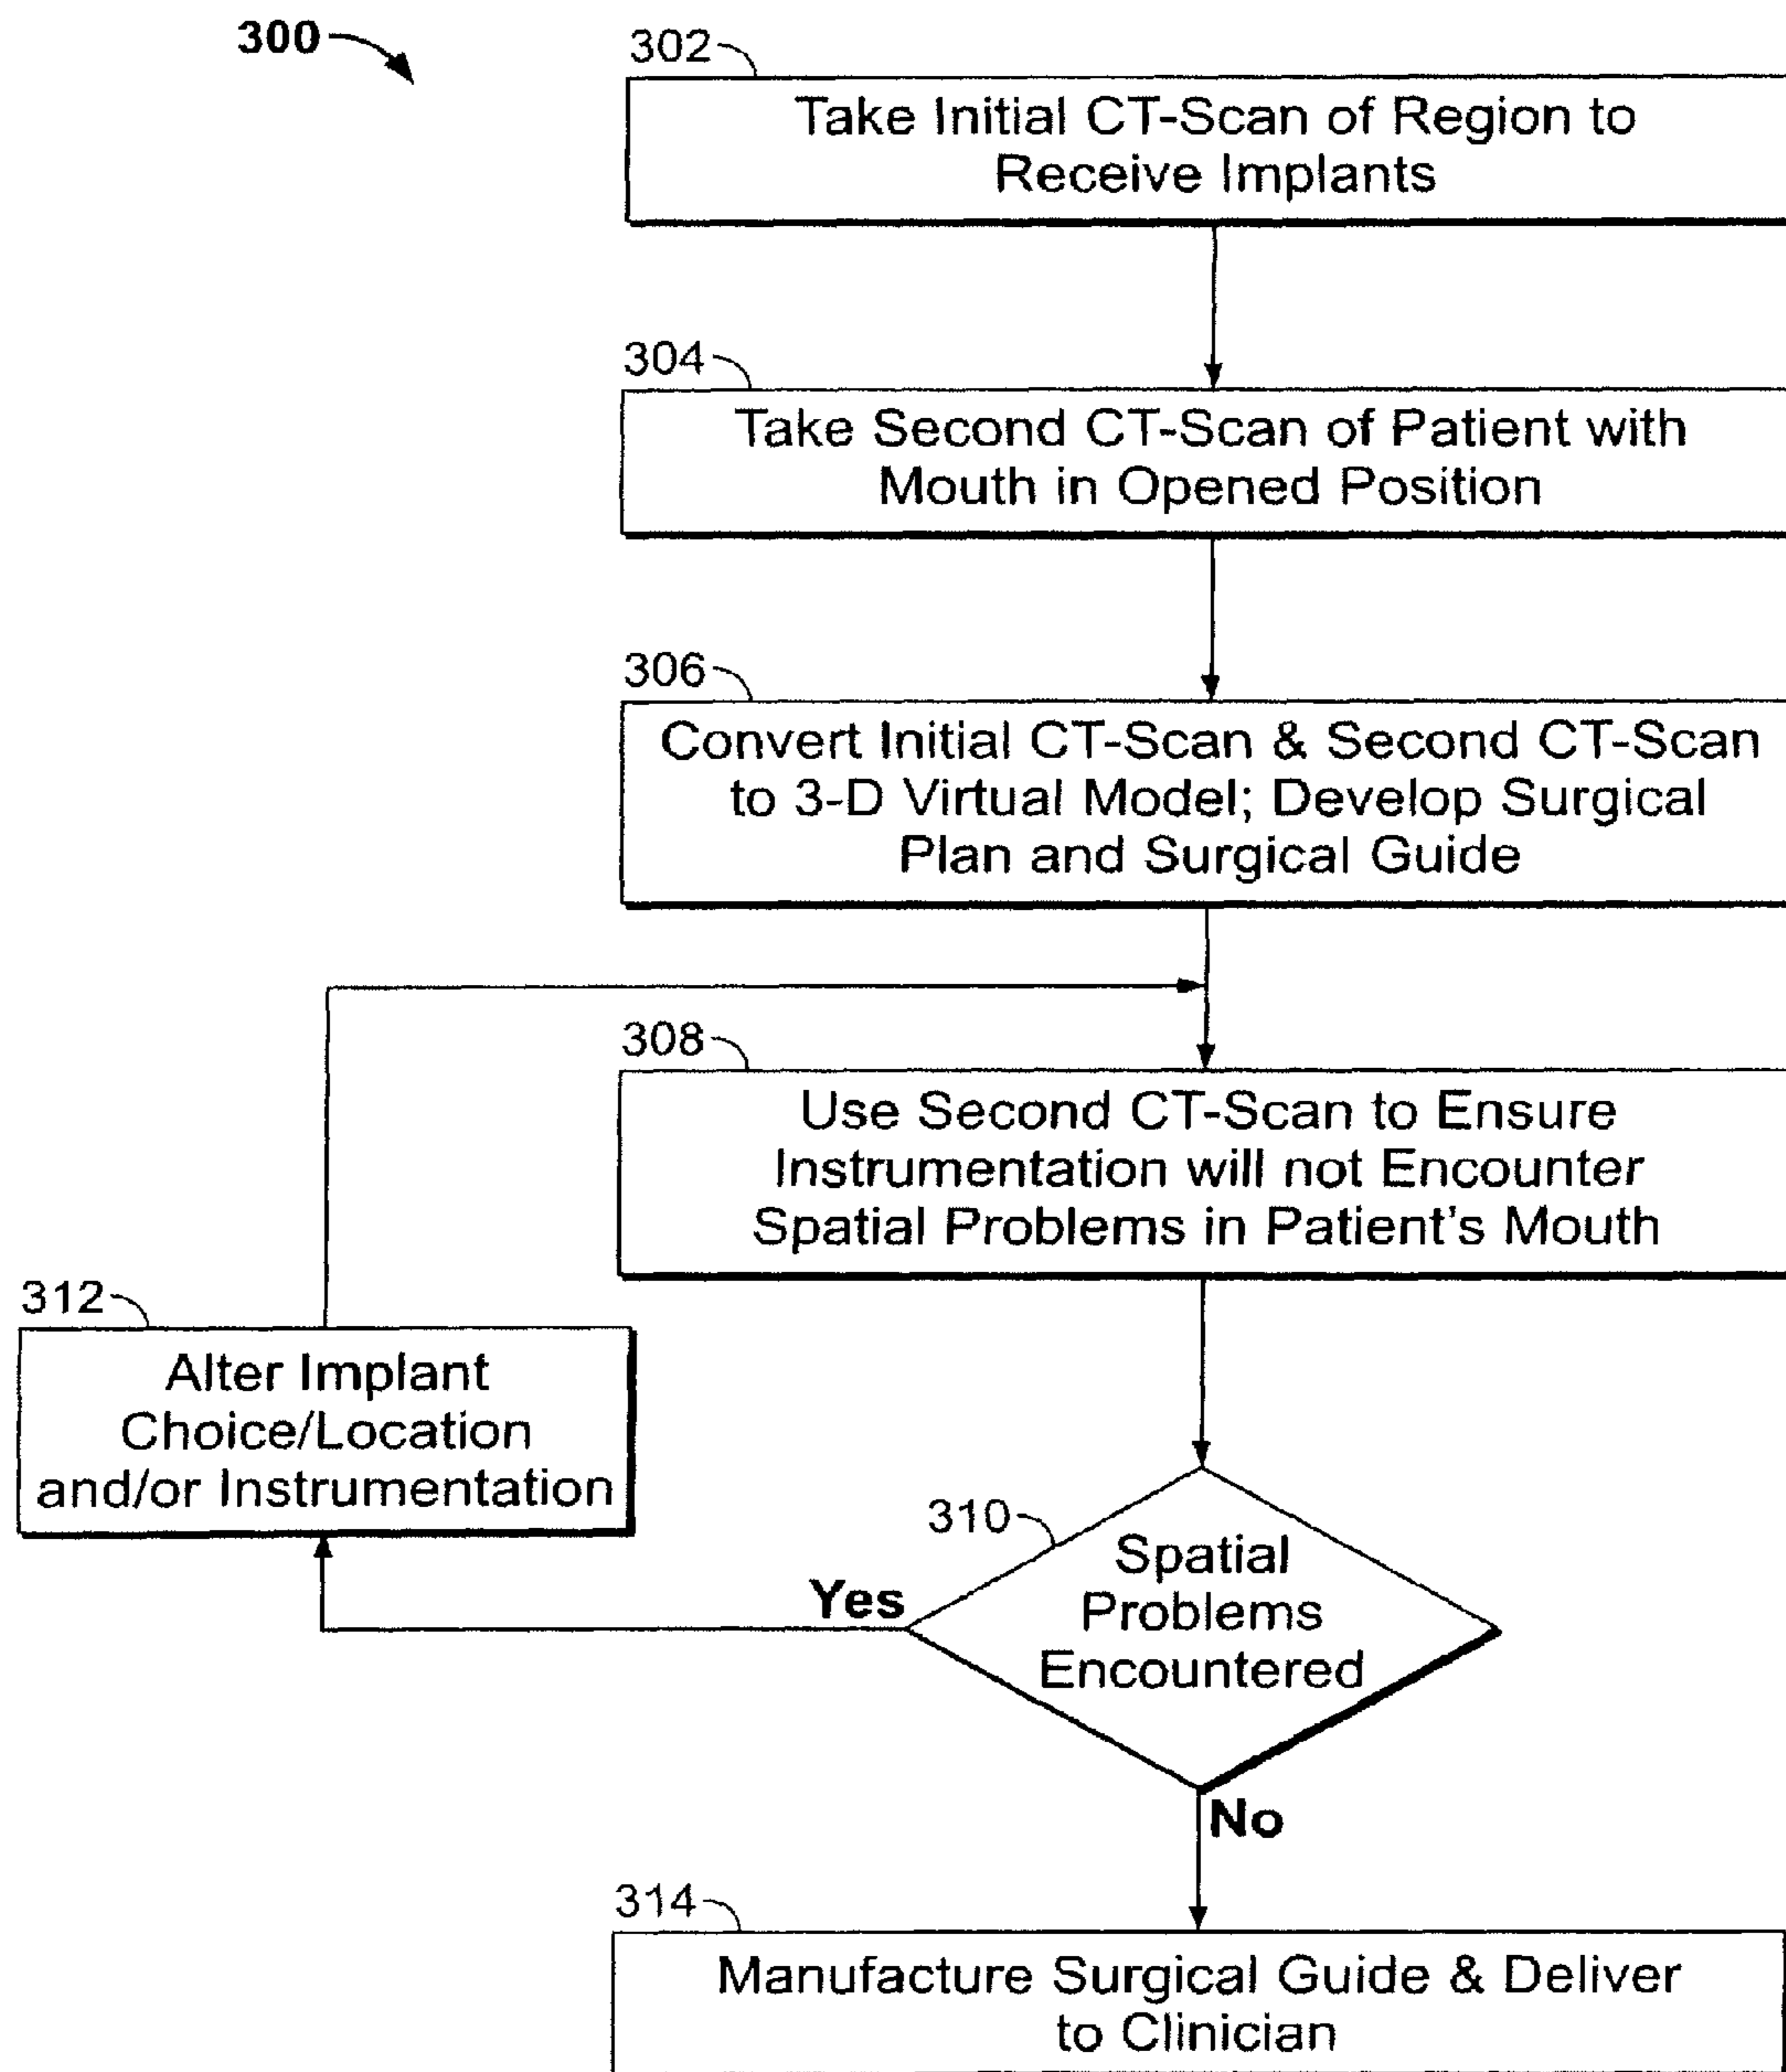 300
302
Take Initial CT-Scan of Region to
Receive Implants
304
Take Second CT-Scan of Patient with
Mouth in Opened Position
306
Convert Initial CT-Scan & Second CT-Scan
to 3-D Virtual Model; Develop Surgical
Plan and Surgical Guide
308
Use Second CT-Scan to Ensure
Instrumentation will not Encounter
Spatial Problems in Patient's Mouth
312
Alter Implant
Choice/Location
and/or Instrumentation
310
Spatial
Problems
Encountered
Yes
No
314
Manufacture Surgical Guide & Deliver
to Clinician